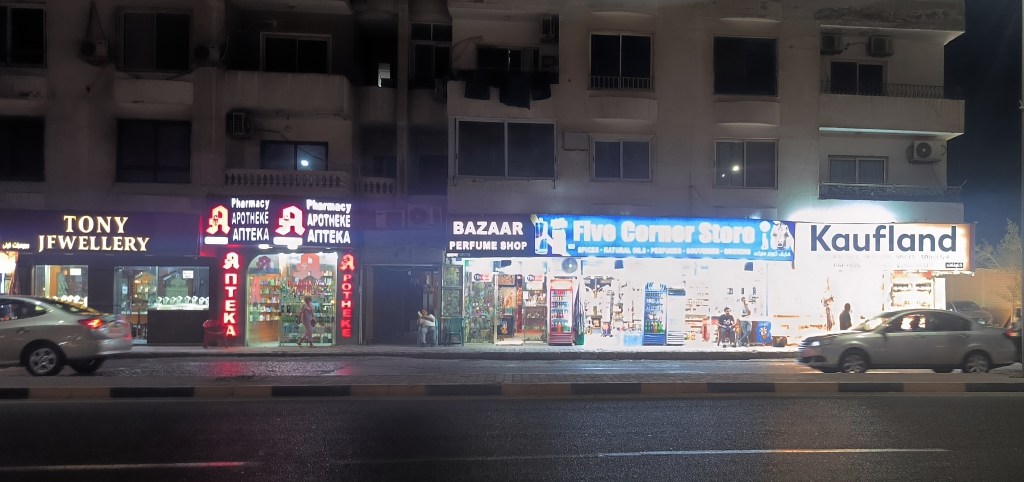 TONY
JEWELLERY
Pharmacy
APOTHEKE
АПТЕКА
Pharmacy
APOTHEKE
АПТЕКА
АПТЕКА
APOTHEKE
BAZAAR
PERFUME SHOP
Five Corner Store
SPICES - NATURAL OILS - PERFUMES - SOUVENIRS -
Kaufland